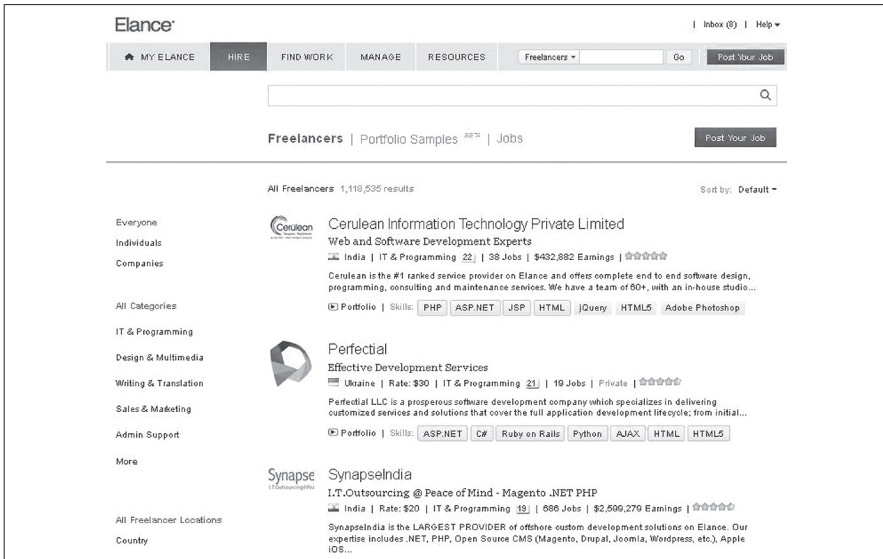 Elance
Inbox (8) | Help
MY ELANCE HIRE FIND WORK MANAGE RESOURCES Freelancers Go Post Your Job
Freelancers | Portfolio Samples BETA | Jobs Post Your Job
All Freelancers 1,118,535 results Sort by: Default
Everyone
Individuals
Companies
All Categories
IT & Programming
Design & Multimedia
Writing & Translation
Sales & Marketing
Admin Support
More
All Freelancer Locations
Country
Cerulean
Cerulean Information Technology Private Limited
Web and Software Development Experts
India | IT & Programming 22 | 38 Jobs | $432,882 Earnings |
Cerulean is the #1 ranked service provider on Elance and offers complete end to end software design,
programming, consulting and maintenance services. We have a team of 60+, with an in-house studio...
Portfolio | Skills: PHP ASP.NET JSP HTML jQuery HTML5 Adobe Photoshop
Perfectial
Effective Development Services
Ukraine | Rate: $30 | IT & Programming 21 | 19 Jobs | Private |
Perfectial LLC is a prosperous software development company which specializes in delivering
customized services and solutions that cover the full application development lifecycle; from initial...
Portfolio | Skills: ASP.NET C# Ruby on Rails Python AJAX HTML HTML5
Synapse
SynapseIndia
I.T.Outsourcing @ Peace of Mind - Magento .NET PHP
India | Rate: $20 | IT & Programming 19 | 686 Jobs | $2,599,279 Earnings |
SynapseIndia is the LARGEST PROVIDER of offshore custom development solutions on Elance. Our
expertise includes .NET, PHP, Open Source CMS (Magento, Drupal, Joomla, Wordpress, etc.), Apple
iOS...